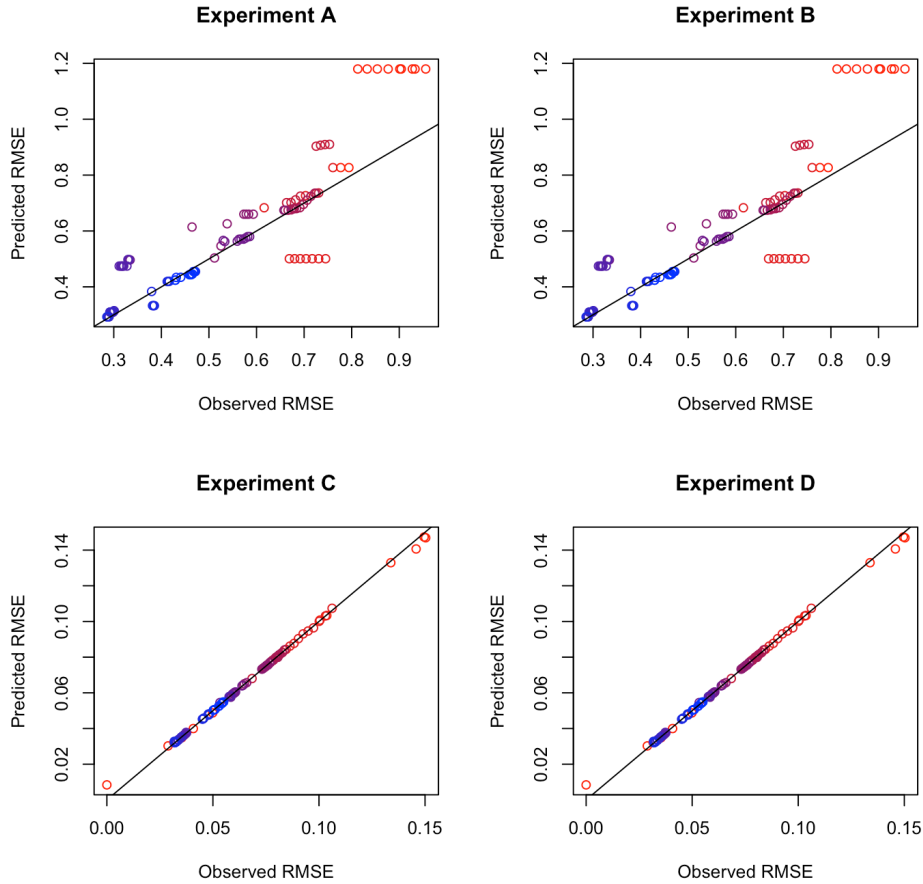 Experiment A
Predicted RMSE
1.2
1.0
0.8
0.6
0.4
0.3 0.4 0.5 0.6 0.7 0.8 0.9
Observed RMSE
Experiment B
Predicted RMSE
1.2
1.0
0.8
0.6
0.4
0.3 0.4 0.5 0.6 0.7 0.8 0.9
Observed RMSE
Experiment C
Predicted RMSE
0.14
0.10
0.06
0.02
0.00 0.05 0.10 0.15
Observed RMSE
Experiment D
Predicted RMSE
0.14
0.10
0.06
0.02
0.00 0.05 0.10 0.15
Observed RMSE